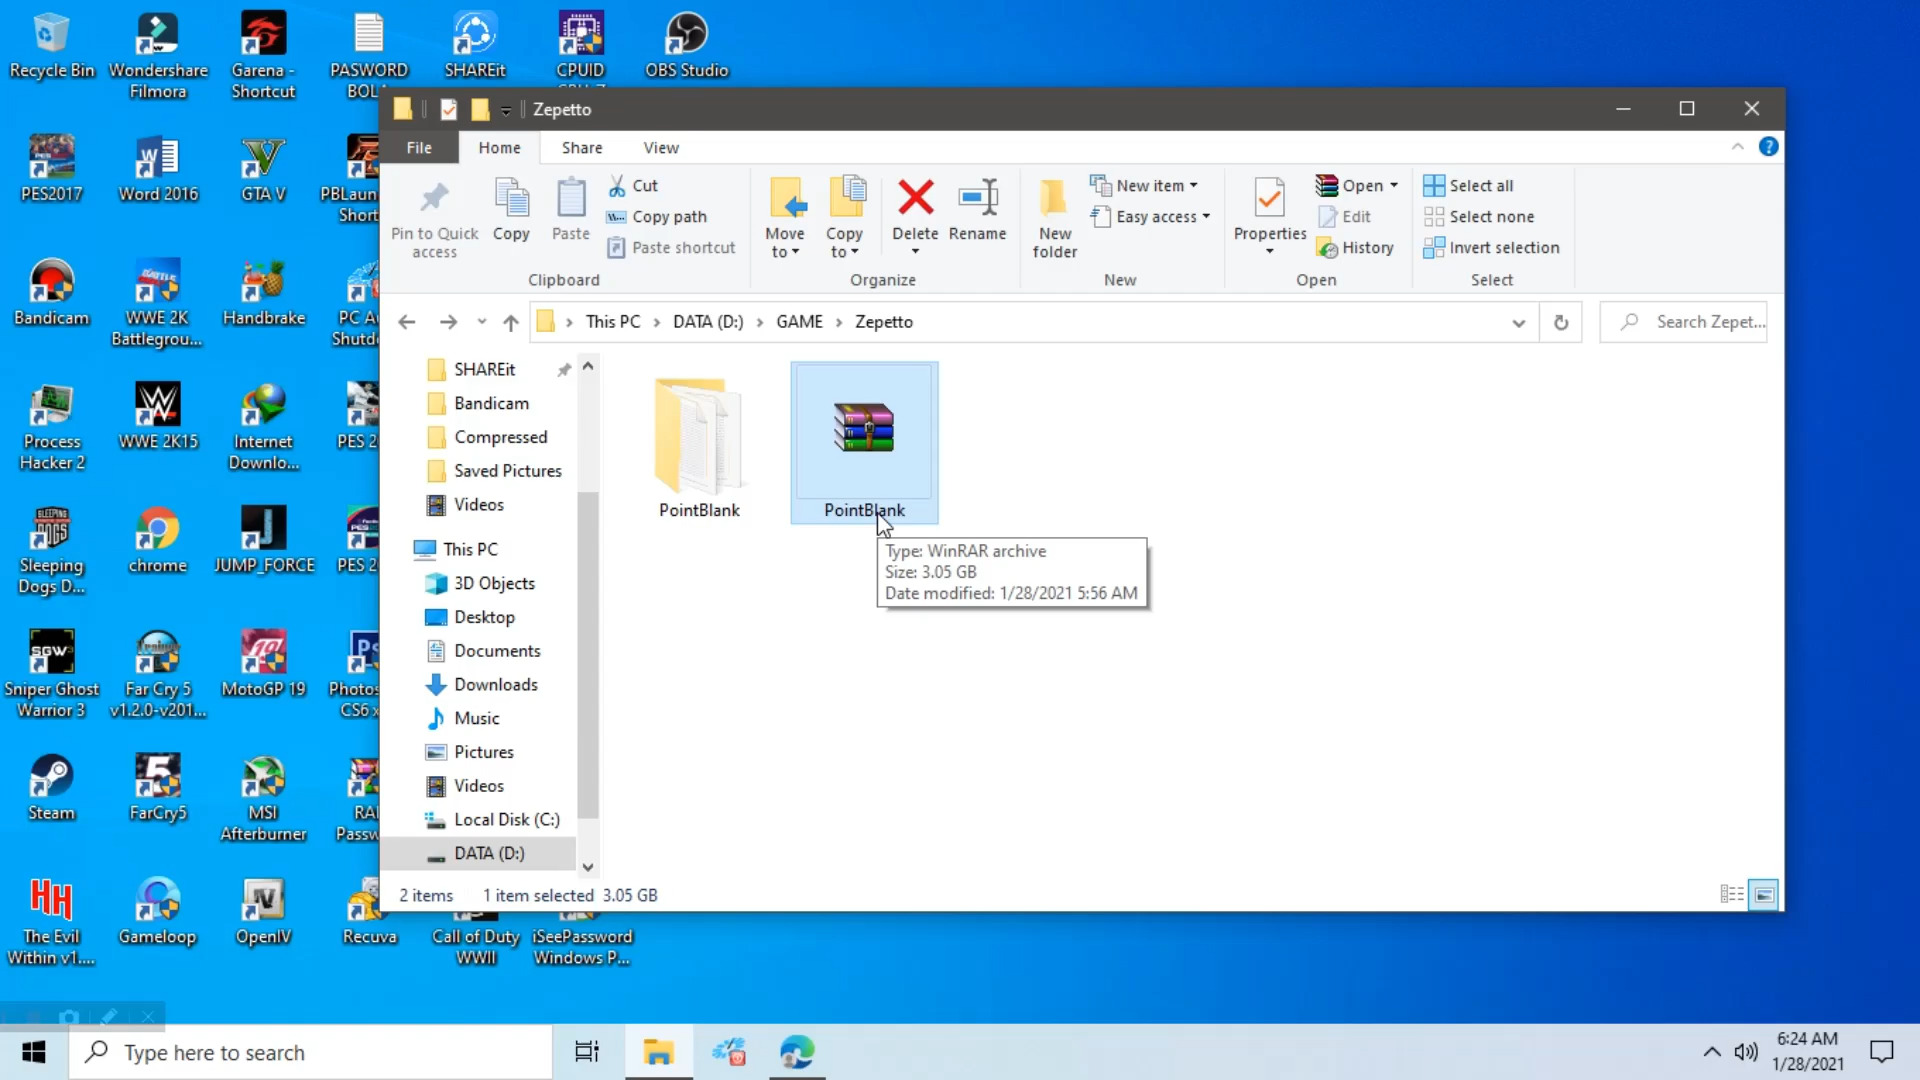 Recycle Bin
Wondershare
Filmora
Garena -
Shortcut
PASWORD
BOL
SHAREit
CPUID
OBS Studio
PES2017
Word 2016
GTA V
PBLaun
Short
Bandicam
WWE 2K
Battlegrou...
Handbrake
PC A
Shutd
Process
Hacker 2
WWE 2K15
Internet
Downlo...
PES 2
Sleeping
Dogs D...
chrome
JUMP_FORCE
PES 2
Sniper Ghost
Warrior 3
Far Cry 5
v1.2.0-v201...
MotoGP 19
Photos
CS6 x
Steam
FarCry5
MSI
Afterburner
RA
Passw
The Evil
Within v1....
Gameloop
OpenIV
Recuva
Call of Duty
WWII
iSeePassword
Windows P...
Zepetto
File Home Share View
Pin to Quick
access
Copy
Paste
Cut
Copy path
Paste shortcut
Clipboard
Move
to
Copy
to
Delete
Rename
Organize
New
folder
New item
Easy access
New
Properties
Open
Edit
History
Open
Select all
Select none
Invert selection
Select
This PC > DATA (D:) > GAME > Zepetto
Search Zepet...
SHAREit
Bandicam
Compressed
Saved Pictures
Videos
This PC
3D Objects
Desktop
Documents
Downloads
Music
Pictures
Videos
Local Disk (C:)
DATA (D:)
PointBlank
PointBlank
Type: WinRAR archive
Size: 3.05 GB
Date modified: 1/28/2021 5:56 AM
2 items 1 item selected 3.05 GB
Type here to search
6:24 AM
1/28/2021